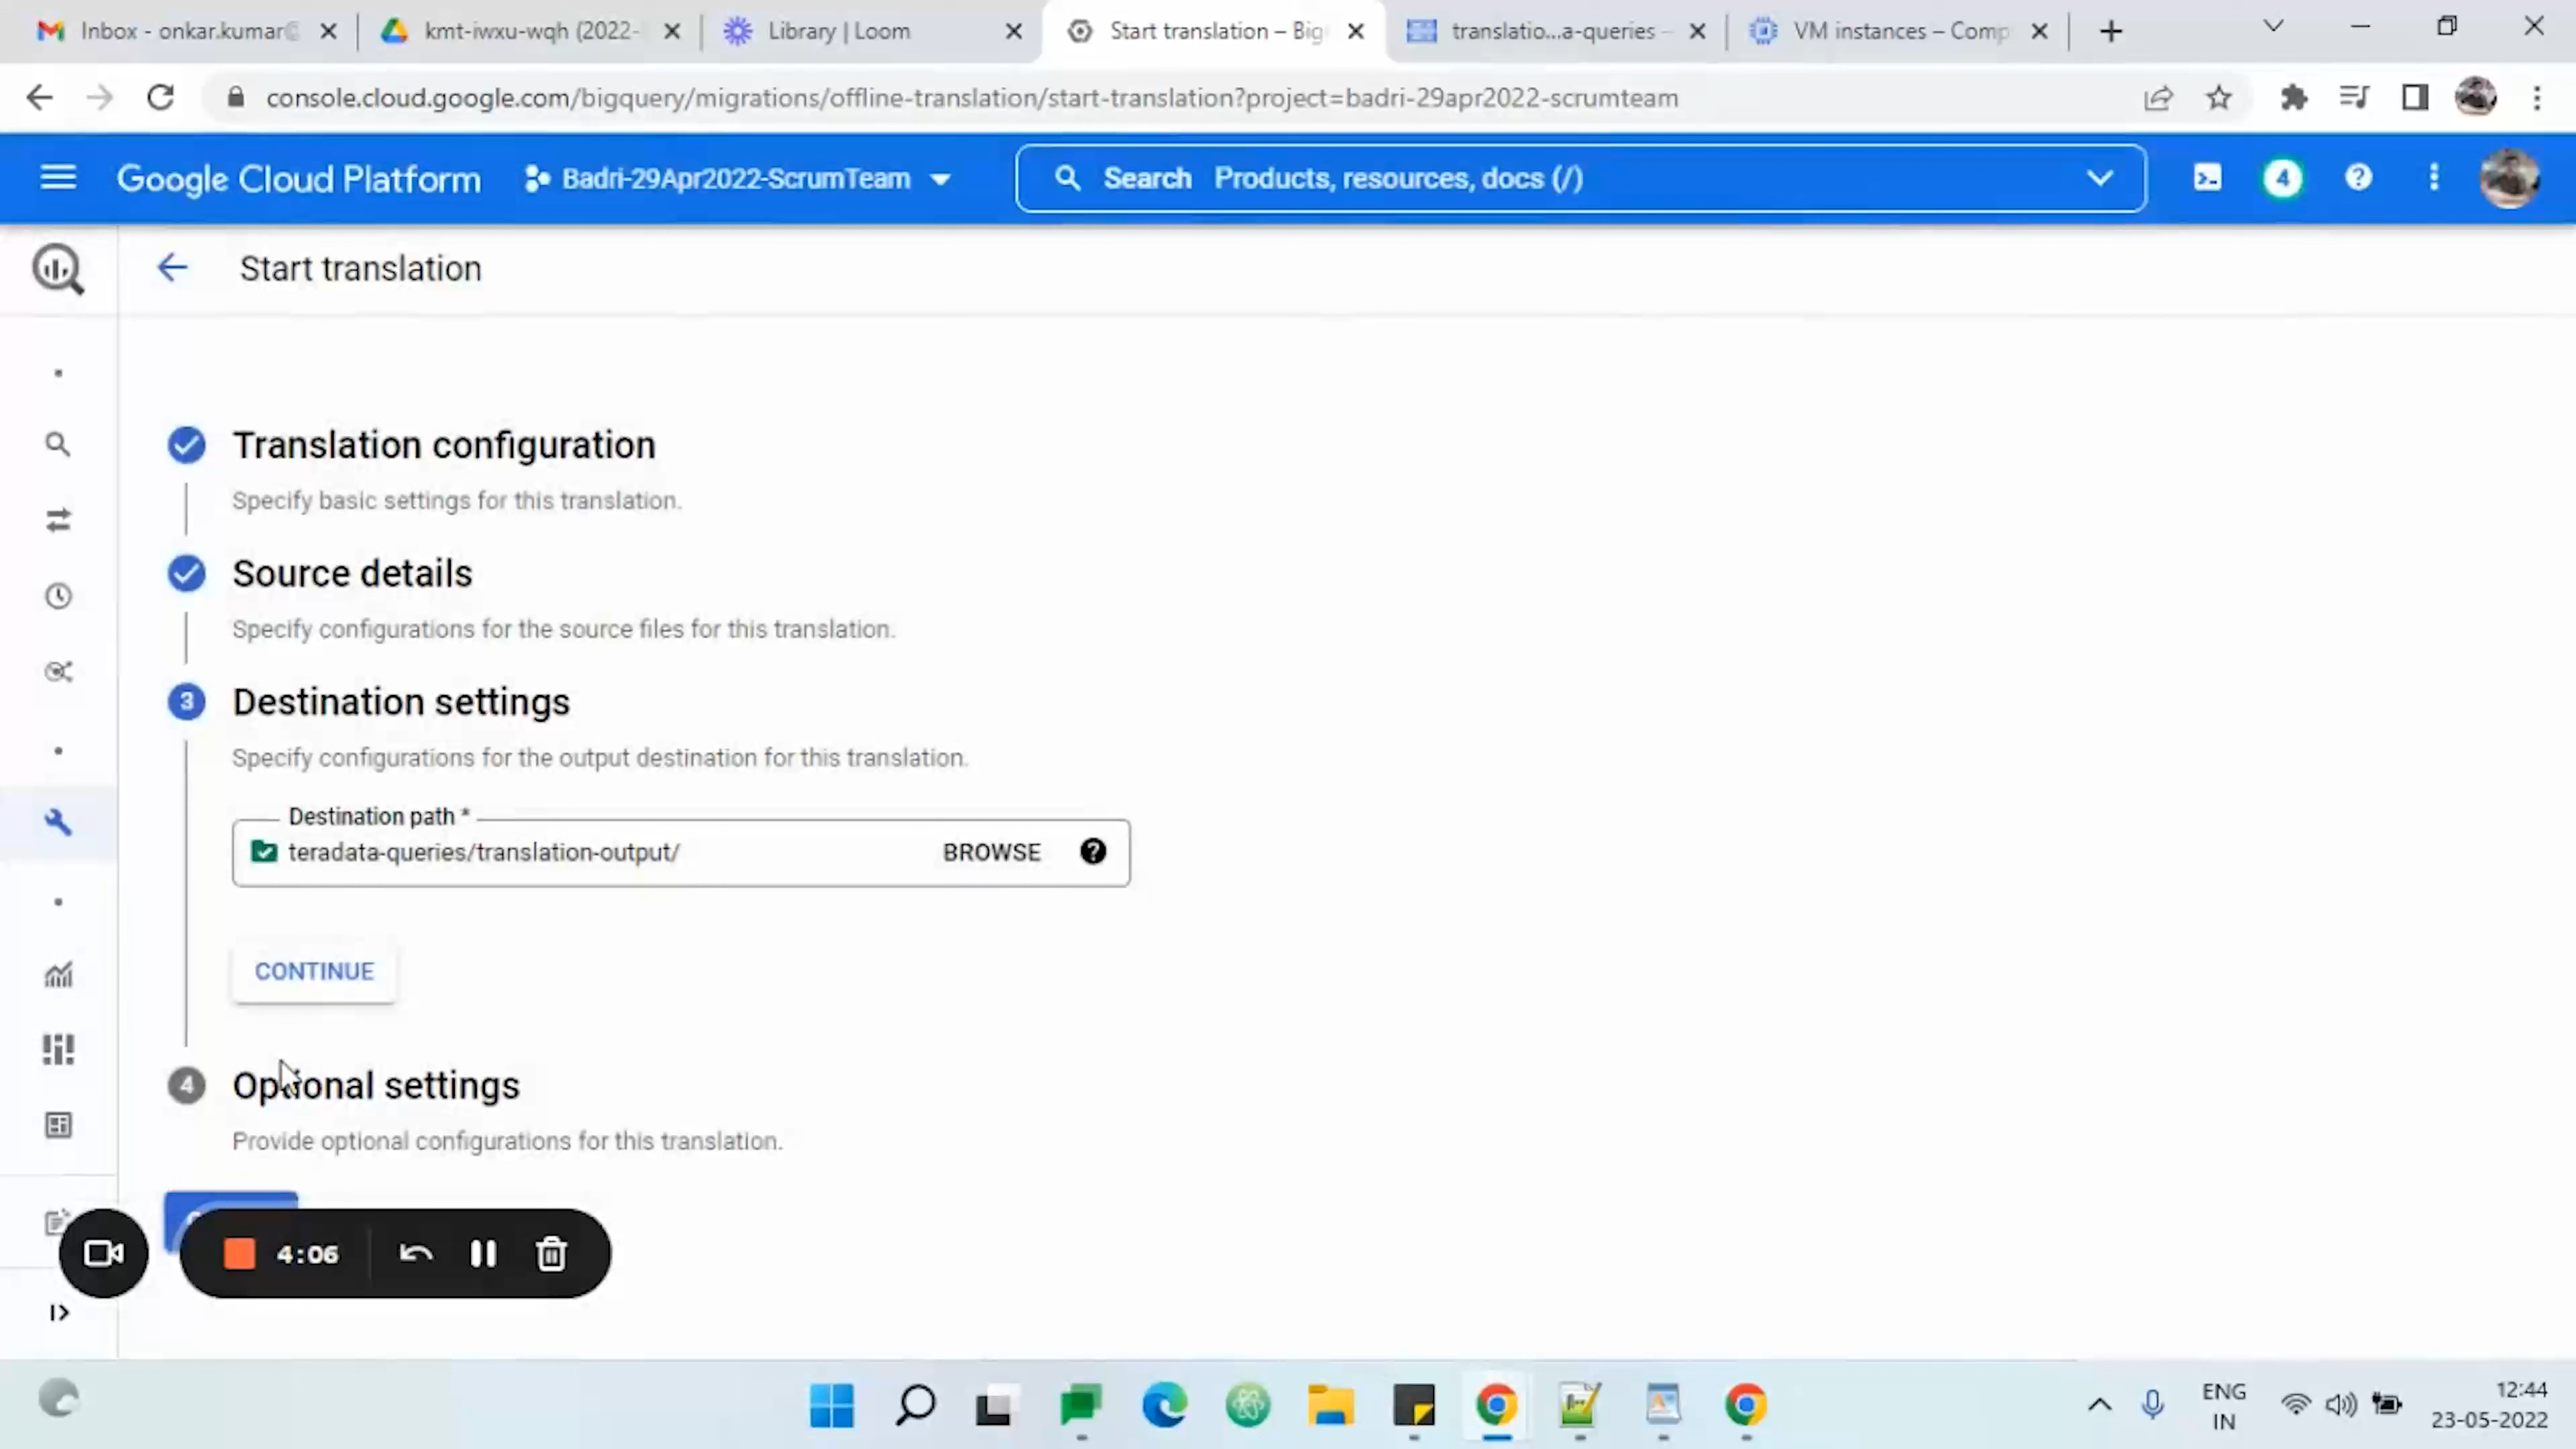 Inbox - onkar.kumar@
kmt-iwxu-wqh (2022-
Library | Loom
Start translation – Big
translatio...a-queries –
VM instances – Comp
console.cloud.google.com/bigquery/migrations/offline-translation/start-translation?project=badri-29apr2022-scrumteam
Google Cloud Platform
Badri-29Apr2022-ScrumTeam
Search Products, resources, docs (/)
4
Start translation
Translation configuration
Specify basic settings for this translation.
Source details
Specify configurations for the source files for this translation.
3
Destination settings
Specify configurations for the output destination for this translation.
Destination path *
teradata-queries/translation-output/
BROWSE
CONTINUE
4
Optional settings
Provide optional configurations for this translation.
4:06
ENG
IN
12:44
23-05-2022